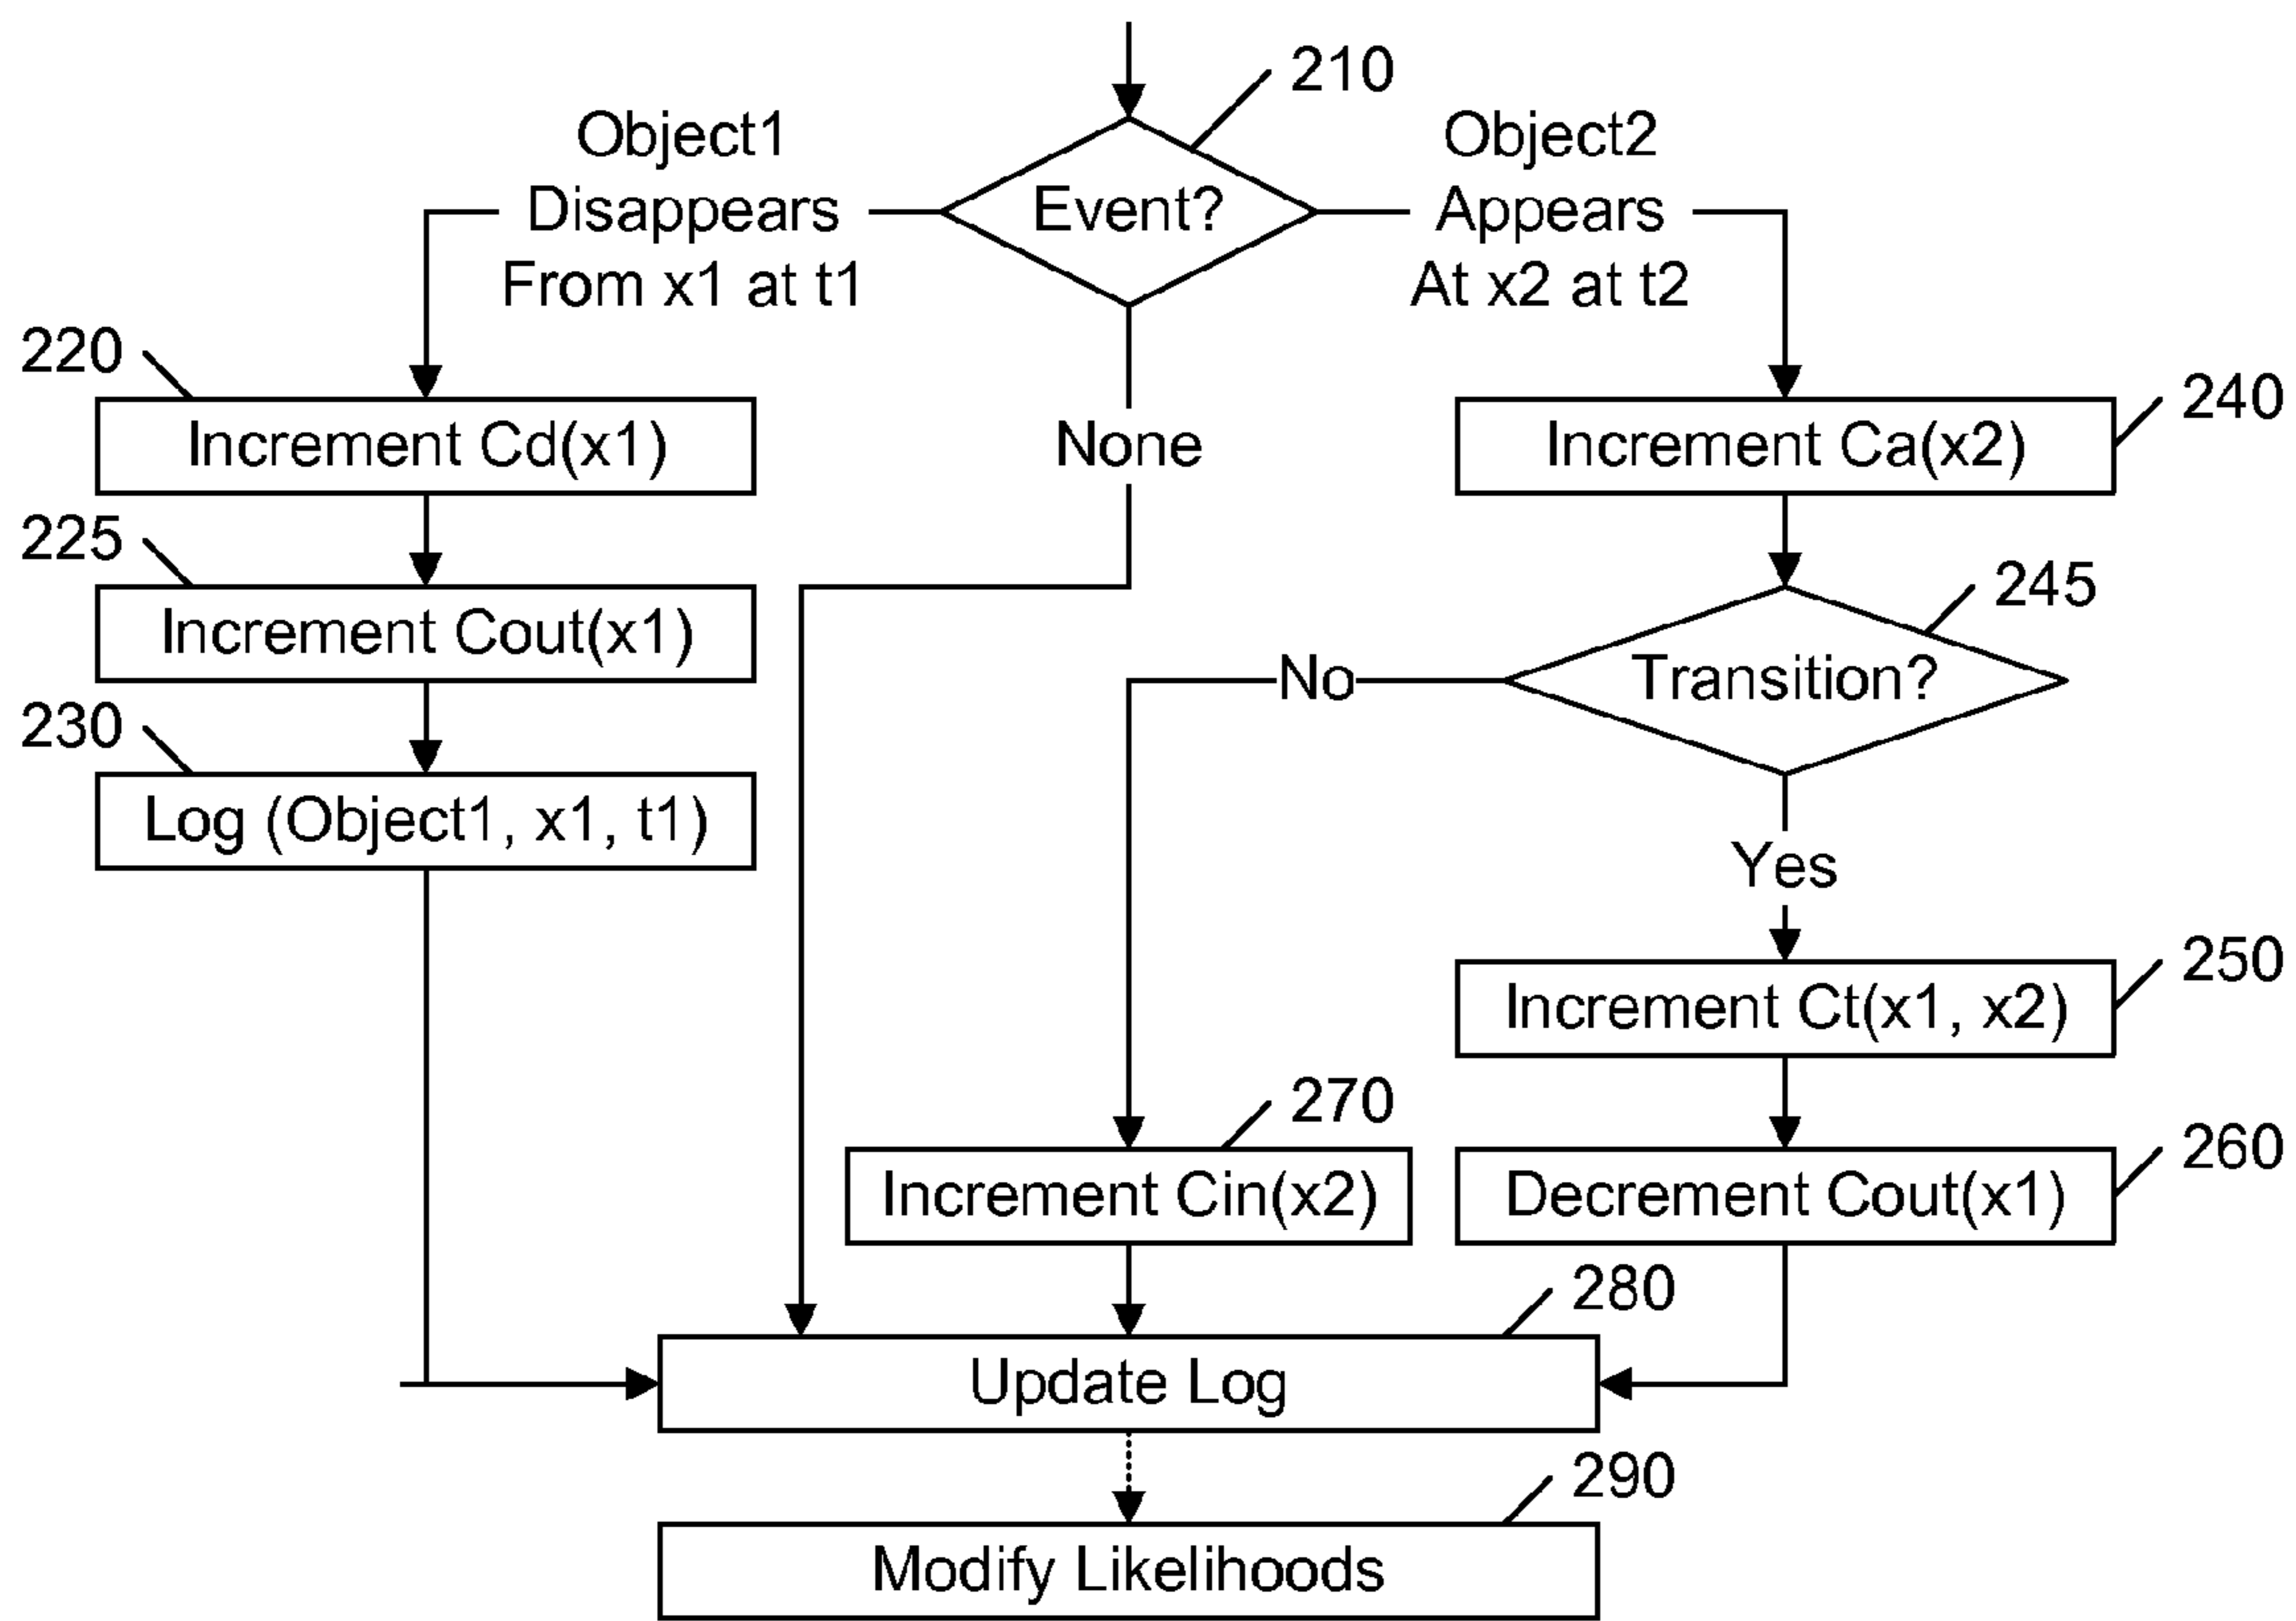 210
Object1
Disappears
From x1 at t1
Event?
Object2
Appears
At x2 at t2
220
Increment Cd(x1)
None
240
Increment Ca(x2)
225
Increment Cout(x1)
245
Transition?
No
230
Log (Object1, x1, t1)
Yes
250
Increment Ct(x1, x2)
270
Increment Cin(x2)
260
Decrement Cout(x1)
280
Update Log
290
Modify Likelihoods